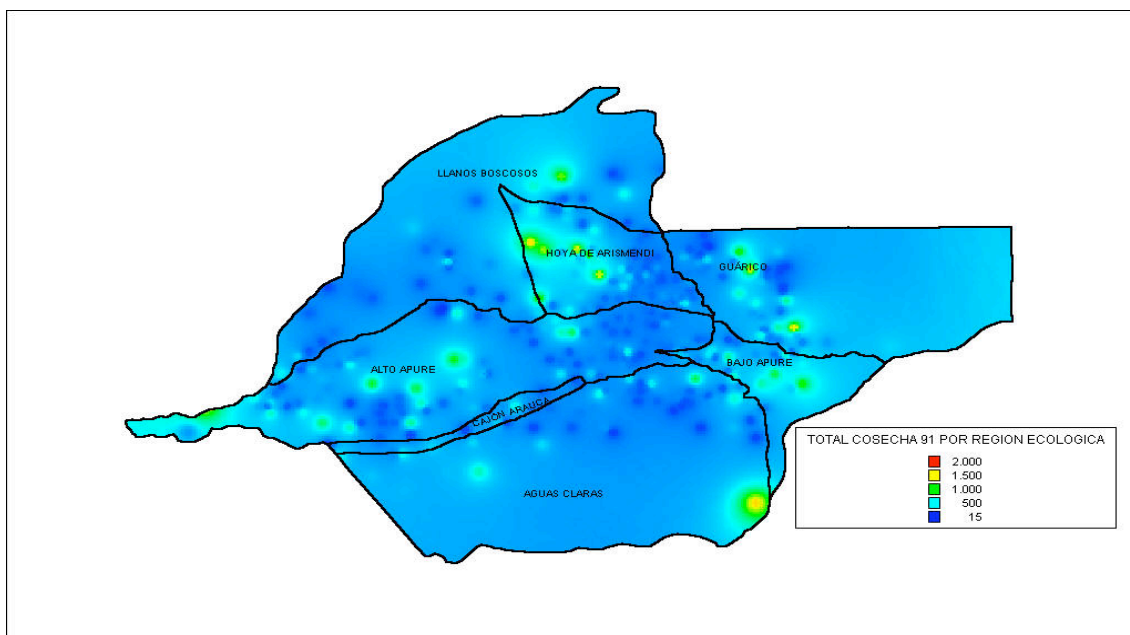 LLANOS BOSCOSOS
HOYA DE ARISMENDI
GUÁRICO
ALTO APURE
BAJO APURE
CAJÓN ARAUCA
AGUAS CLARAS
TOTAL COSECHA 91 POR REGION ECOLOGICA
2.000
1.500
1.000
500
15